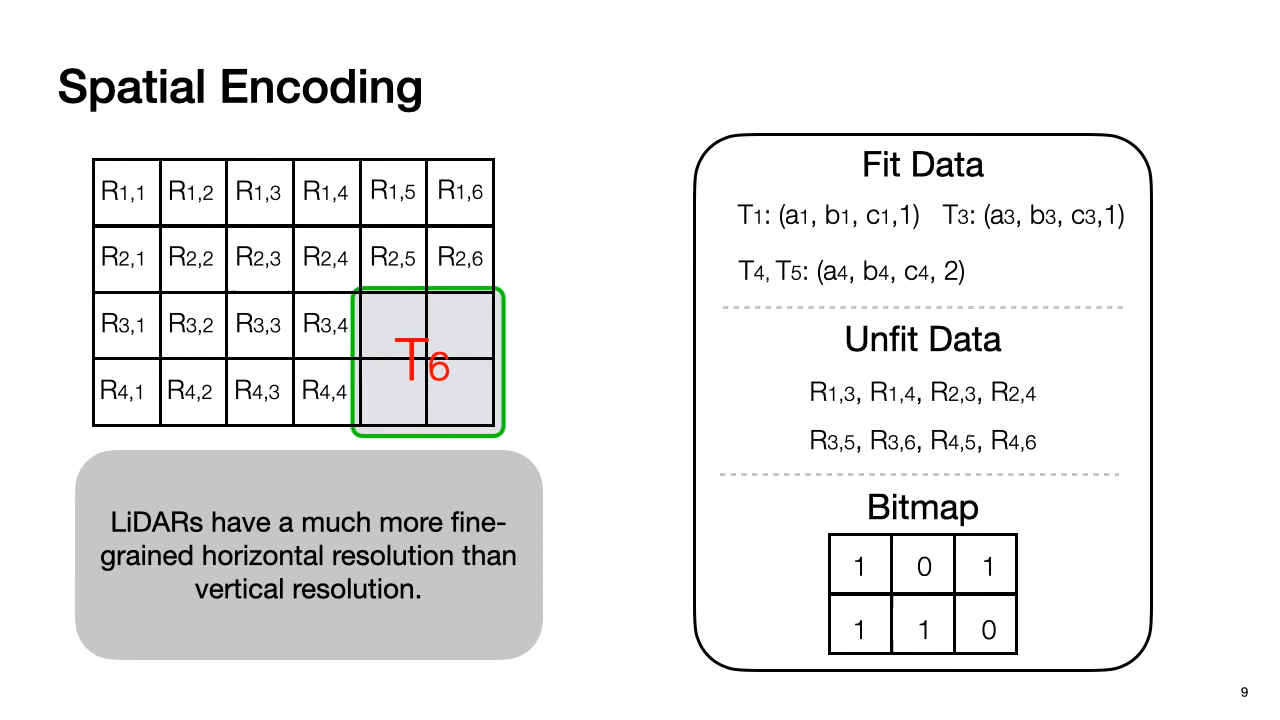 Spatial Encoding
R1,1 R1,2 R1,3 R1,4 R1,5 R1,6
R2,1 R2,2 R2,3 R2,4 R2,5 R2,6
R3,1 R3,2 R3,3 R3,4
T6
R4,1 R4,2 R4,3 R4,4
LiDARs have a much more fine-
grained horizontal resolution than
vertical resolution.
Fit Data
T1: (a1, b1, c1,1) T3: (a3, b3, c3,1)
T4, T5: (a4, b4, c4, 2)
Unfit Data
R1,3, R1,4, R2,3, R2,4
R3,5, R3,6, R4,5, R4,6
Bitmap
1 0 1
1 1 0
9